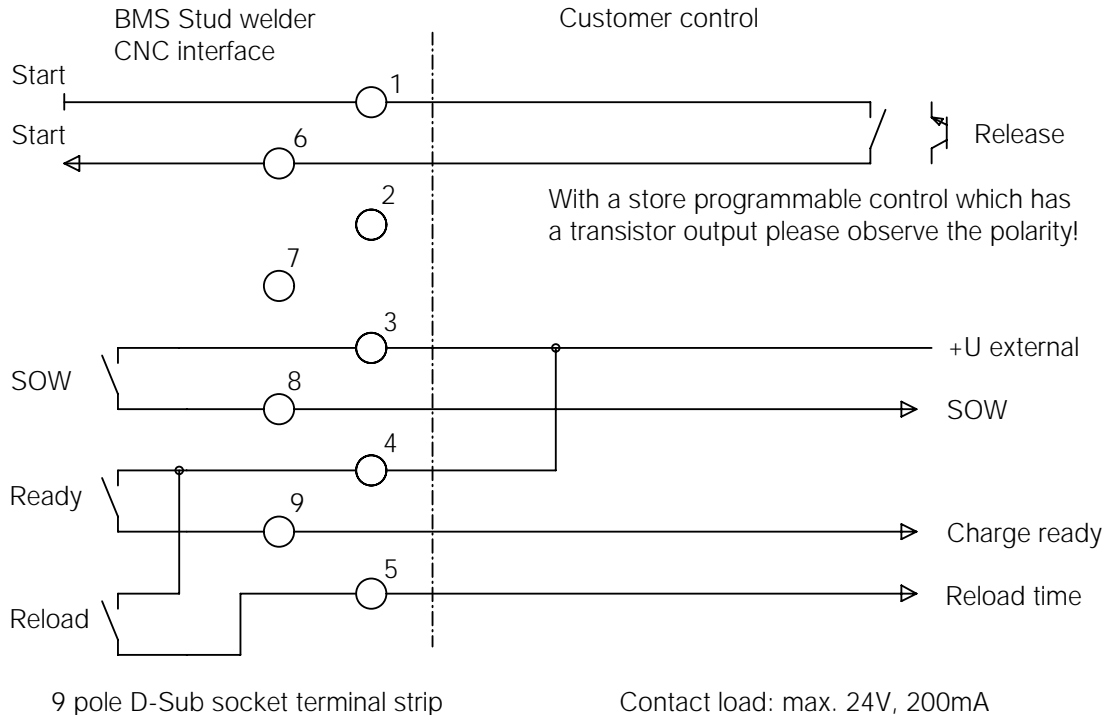 BMS Stud welder
CNC interface
Customer control
Start
1
Start
6
Release
2
With a store programmable control which has
a transistor output please observe the polarity!
7
3
+U external
SOW
8
SOW
4
Ready
9
Charge ready
5
Reload time
Reload
9 pole D-Sub socket terminal strip
Contact load: max. 24V, 200mA